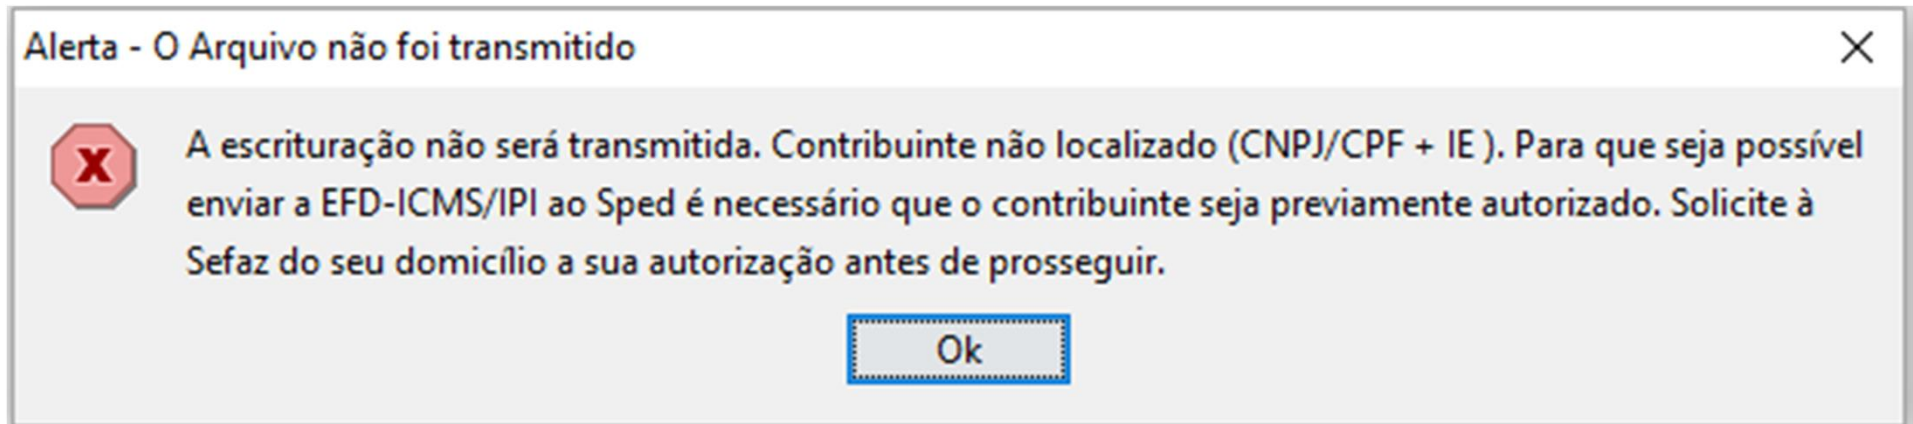 Alerta - O Arquivo não foi transmitido
A escrituração não será transmitida. Contribuinte não localizado (CNPJ/CPF + IE ). Para que seja possível
enviar a EFD-ICMS/IPI ao Sped é necessário que o contribuinte seja previamente autorizado. Solicite à
Sefaz do seu domicílio a sua autorização antes de prosseguir.
Ok